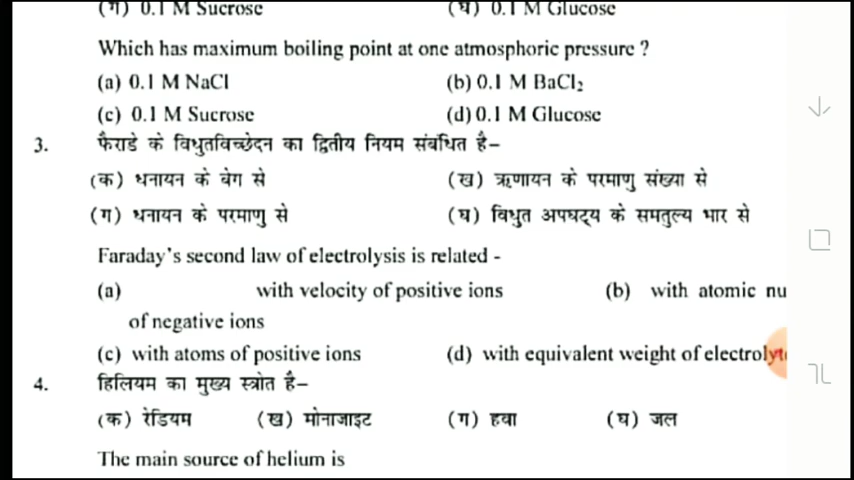 (ग) 0.1 M Sucrose (घ) 0.1 M Glucose
Which has maximum boiling point at one atmosphoric pressure ?
(a) 0.1 M NaCl (b) 0.1 M BaCl₂
(c) 0.1 M Sucrose (d) 0.1 M Glucose
3. फैराडे के विधुतविच्छेदन का द्वितीय नियम संबंधित है–
(क) धनायन के वेग से (ख) ऋणायन के परमाणु संख्या से
(ग) धनायन के परमाणु से (घ) विधुत अपघट्य के समतुल्य भार से
Faraday's second law of electrolysis is related -
(a) with velocity of positive ions (b) with atomic nu
of negative ions
(c) with atoms of positive ions (d) with equivalent weight of electrolyt
4. हिलियम का मुख्य स्त्रोत है–
(क) रेडियम (ख) मोनाजाइट (ग) हवा (घ) जल
The main source of helium is